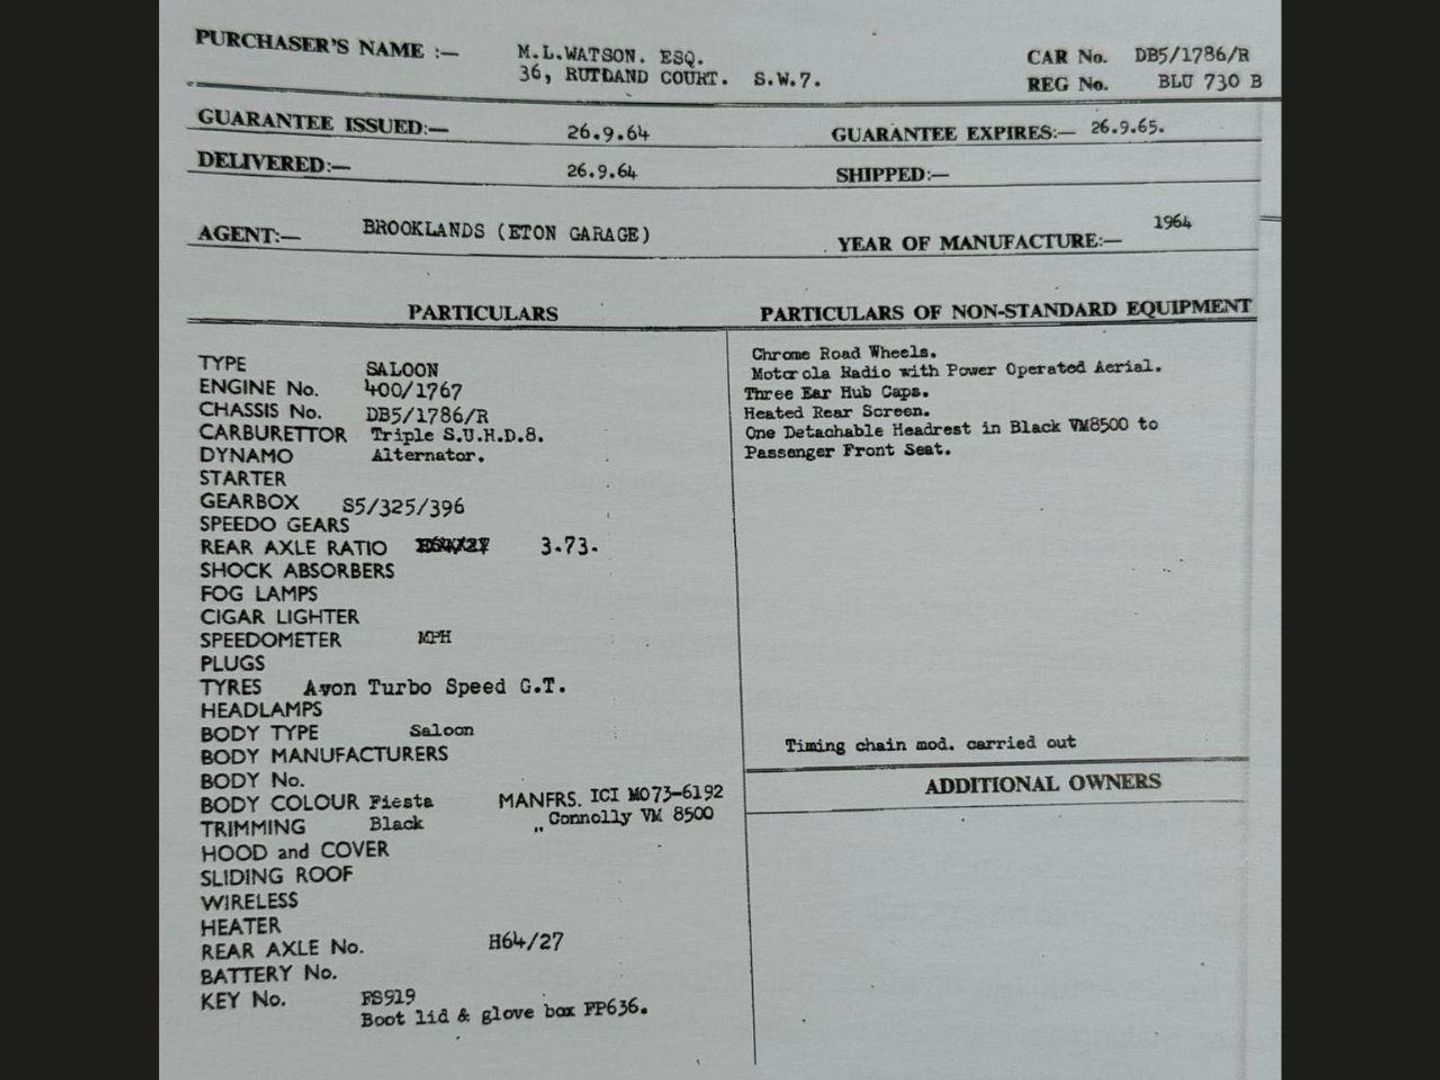 PURCHASER'S NAME :— M.L.WATSON. ESQ. CAR No. DB5/1786/R
36, RUTDAND COURT. S.W.7. REG No. BLU 730 B
GUARANTEE ISSUED:— 26.9.64 GUARANTEE EXPIRES:— 26.9.65.
DELIVERED:— 26.9.64 SHIPPED:—
AGENT:— BROOKLANDS (ETON GARAGE) YEAR OF MANUFACTURE:— 1964
PARTICULARS
TYPE SALOON
ENGINE No. 400/1767
CHASSIS No. DB5/1786/R
CARBURETTOR Triple S.U.H.D.8.
DYNAMO Alternator.
STARTER
GEARBOX S5/325/396
SPEEDO GEARS
REAR AXLE RATIO 3.73.
SHOCK ABSORBERS
FOG LAMPS
CIGAR LIGHTER
SPEEDOMETER MPH
PLUGS
TYRES Avon Turbo Speed G.T.
HEADLAMPS
BODY TYPE Saloon
BODY MANUFACTURERS
BODY No.
BODY COLOUR Fiesta MANFRS. ICI M073-6192
TRIMMING Black „ Connolly VM 8500
HOOD and COVER
SLIDING ROOF
WIRELESS
HEATER
REAR AXLE No. H64/27
BATTERY No.
KEY No. FS919
Boot lid & glove box FP636.
PARTICULARS OF NON-STANDARD EQUIPMENT
Chrome Road Wheels.
Motorola Radio with Power Operated Aerial.
Three Ear Hub Caps.
Heated Rear Screen.
One Detachable Headrest in Black VM8500 to
Passenger Front Seat.
Timing chain mod. carried out
ADDITIONAL OWNERS